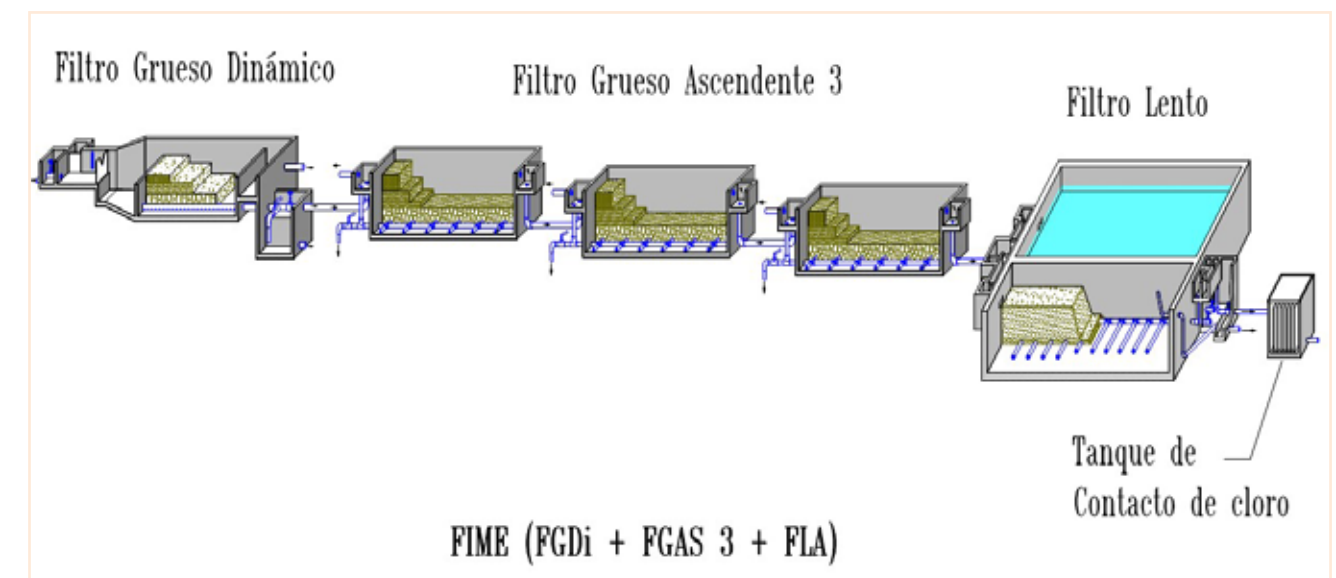 Filtro Grueso Dinámico
Filtro Grueso Ascendente 3
Filtro Lento
Tanque de
Contacto de cloro
FIME (FGDi + FGAS 3 + FLA)